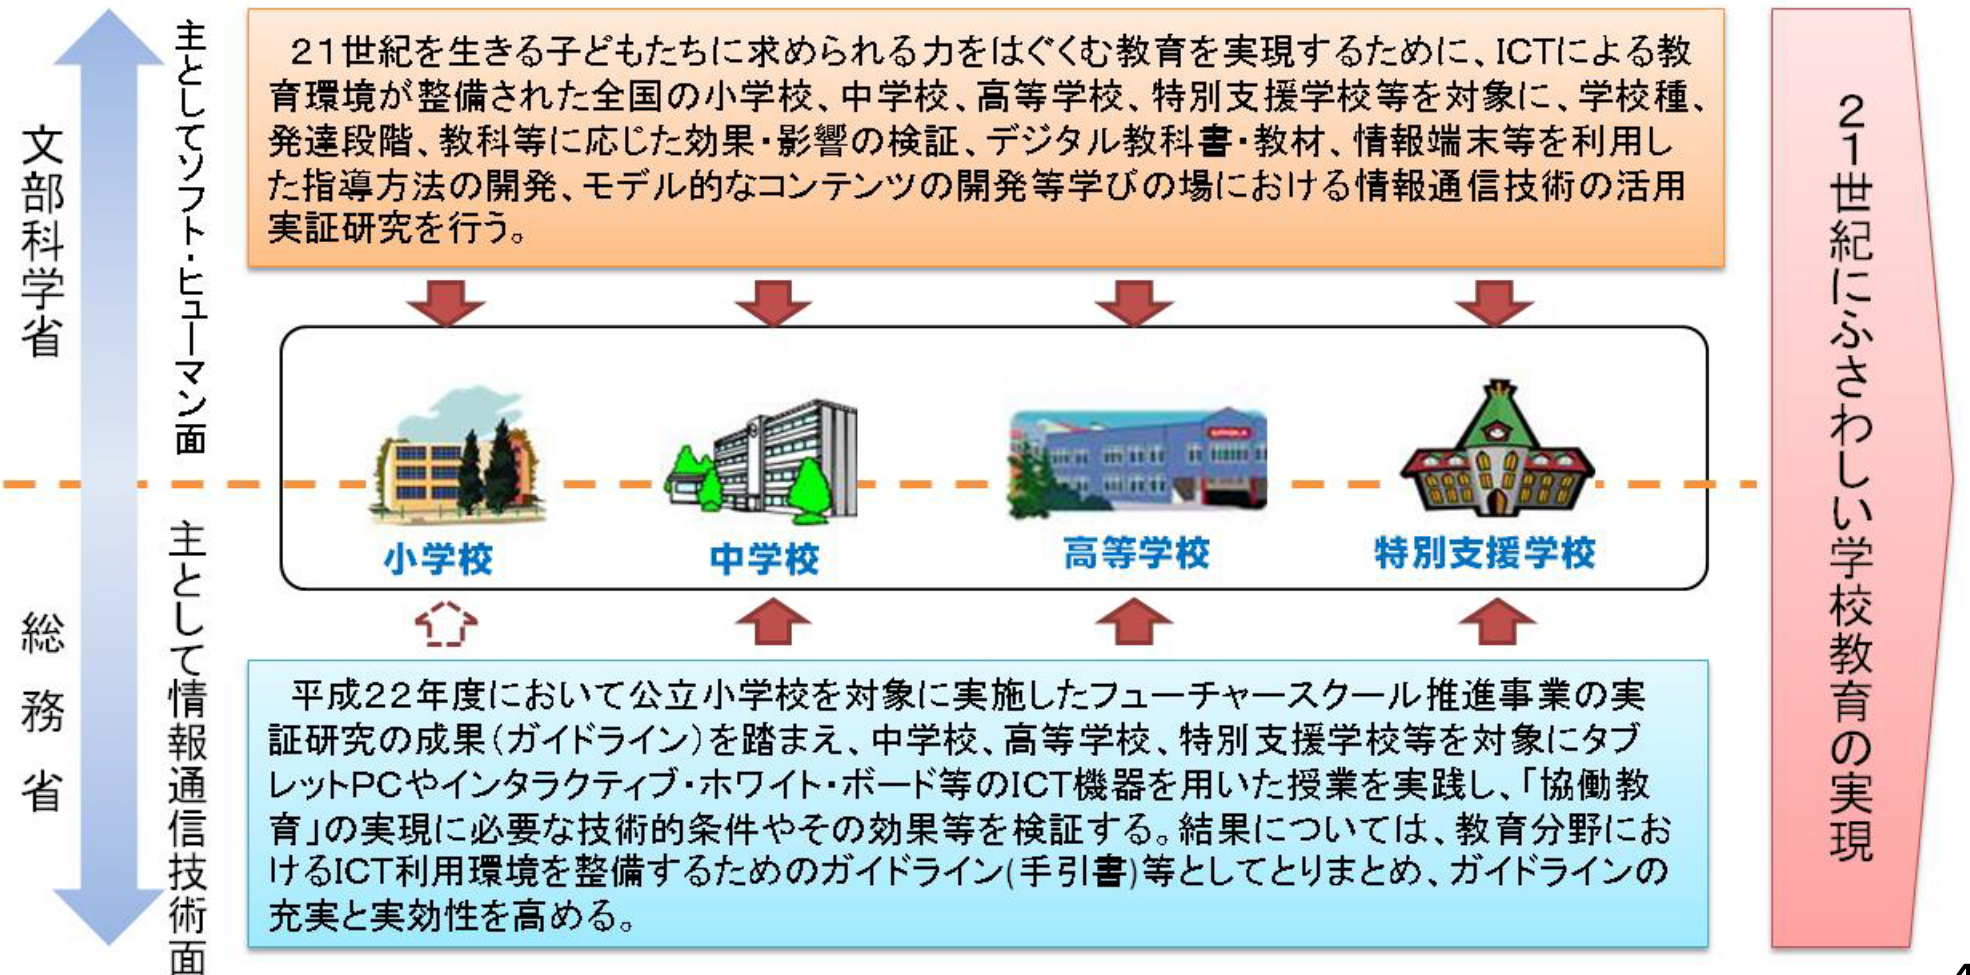 文部科学省
主としてソフト・ヒューマン面
21世紀を生きる子どもたちに求められる力をはぐくむ教育を実現するために、ICTによる教
育環境が整備された全国の小学校、中学校、高等学校、特別支援学校等を対象に、学校種、
発達段階、教科等に応じた効果・影響の検証、デジタル教科書・教材、情報端末等を利用し
た指導方法の開発、モデル的なコンテンツの開発等学びの場における情報通信技術の活用
実証研究を行う。
小学校
中学校
高等学校
特別支援学校
総務省
主として情報通信技術面
平成22年度において公立小学校を対象に実施したフューチャースクール推進事業の実
証研究の成果(ガイドライン)を踏まえ、中学校、高等学校、特別支援学校等を対象にタブ
レットPCやインタラクティブ・ホワイト・ボード等のICT機器を用いた授業を実践し、「協働教
育」の実現に必要な技術的条件やその効果等を検証する。結果については、教育分野にお
けるICT利用環境を整備するためのガイドライン(手引書)等としてとりまとめ、ガイドラインの
充実と実効性を高める。
21世紀にふさわしい学校教育の実現